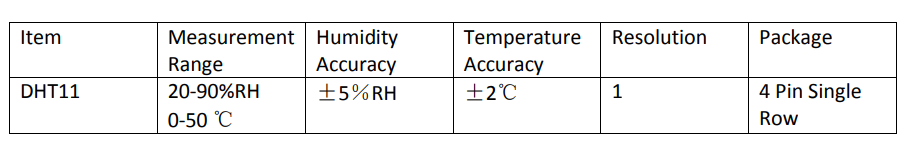 Item Measurement Range Humidity Accuracy Temperature Accuracy Resolution Package
DHT11 20-90%RH 0-50 ℃ ±5%RH ±2℃ 1 4 Pin Single Row